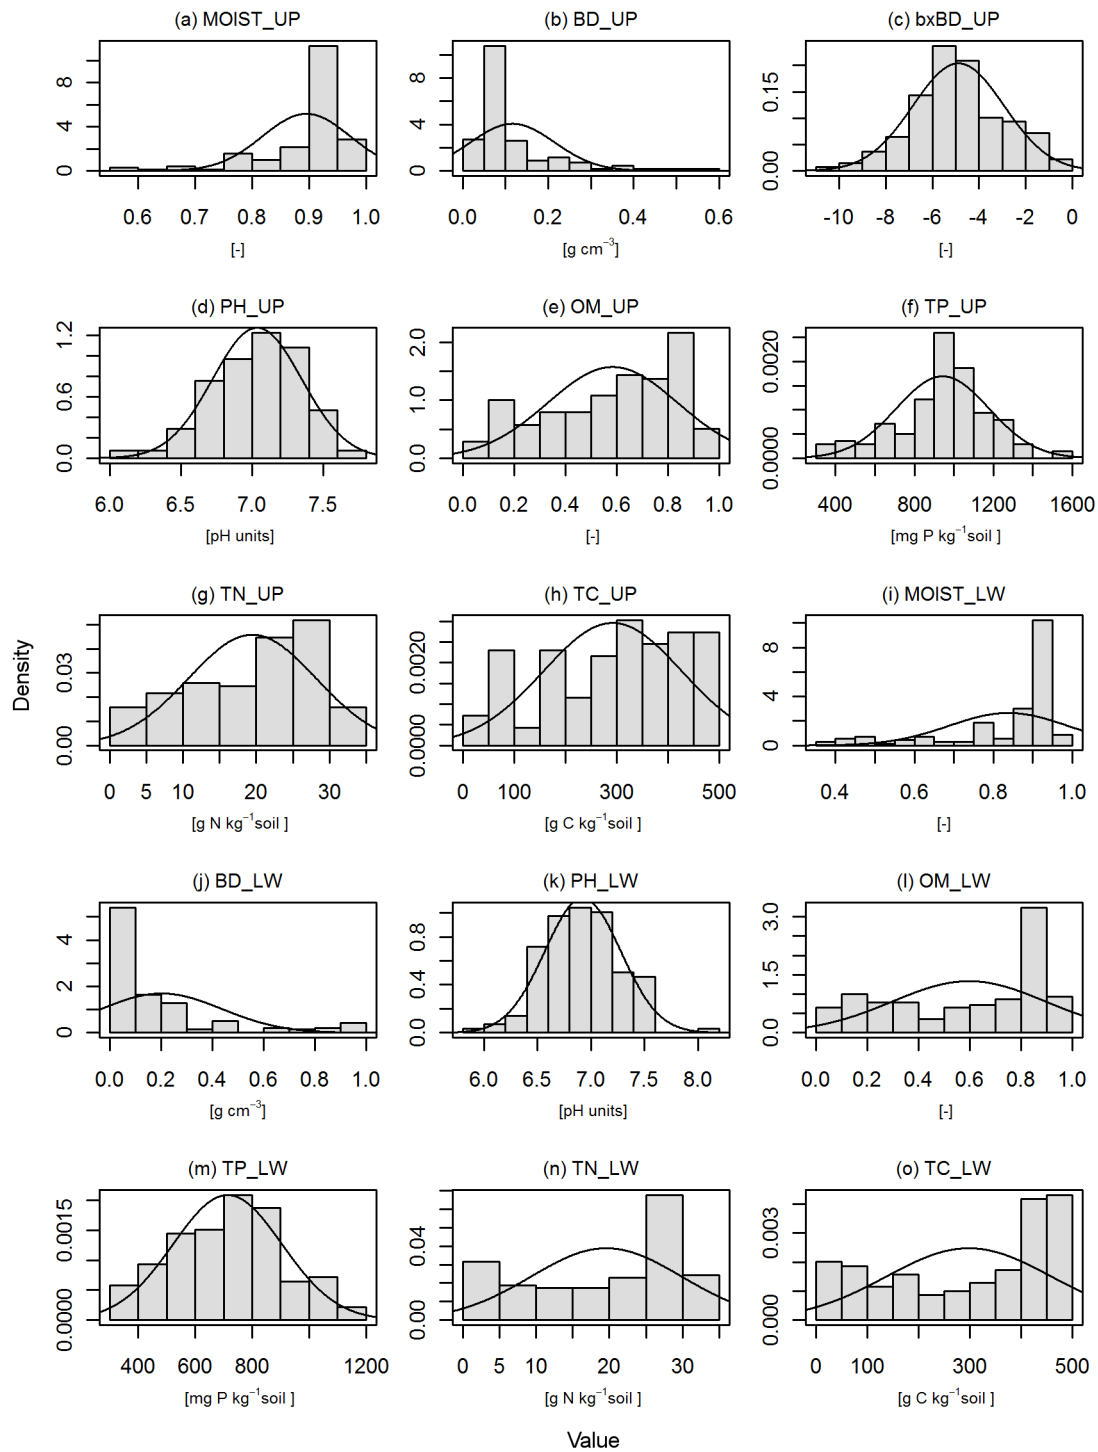 (a) MOIST_UP
(b) BD_UP
(c) bxBD_UP
0 4 8
0.6 0.7 0.8 0.9 1.0
[-]
0 4 8
0.0 0.2 0.4 0.6
[g cm⁻³]
0.00 0.15
-10 -8 -6 -4 -2 0
[-]
(d) PH_UP
(e) OM_UP
(f) TP_UP
0.0 0.6 1.2
6.0 6.5 7.0 7.5
[pH units]
0.0 1.0 2.0
0.0 0.2 0.4 0.6 0.8 1.0
[-]
0.0000 0.0020
400 800 1200 1600
[mg P kg⁻¹soil ]
(g) TN_UP
(h) TC_UP
(i) MOIST_LW
0.00 0.03
0 5 10 20 30
[g N kg⁻¹soil ]
0.0000 0.0020
0 100 300 500
[g C kg⁻¹soil ]
0 4 8
0.4 0.6 0.8 1.0
[-]
Density
(j) BD_LW
(k) PH_LW
(l) OM_LW
0 2 4
0.0 0.2 0.4 0.6 0.8 1.0
[g cm⁻³]
0.0 0.4 0.8
6.0 6.5 7.0 7.5 8.0
[pH units]
0.0 1.5 3.0
0.0 0.2 0.4 0.6 0.8 1.0
[-]
(m) TP_LW
(n) TN_LW
(o) TC_LW
0.0000 0.0015
400 600 800 1200
[mg P kg⁻¹soil ]
0.00 0.04
0 5 10 20 30
[g N kg⁻¹soil ]
0.000 0.003
0 100 300 500
[g C kg⁻¹soil ]
Value